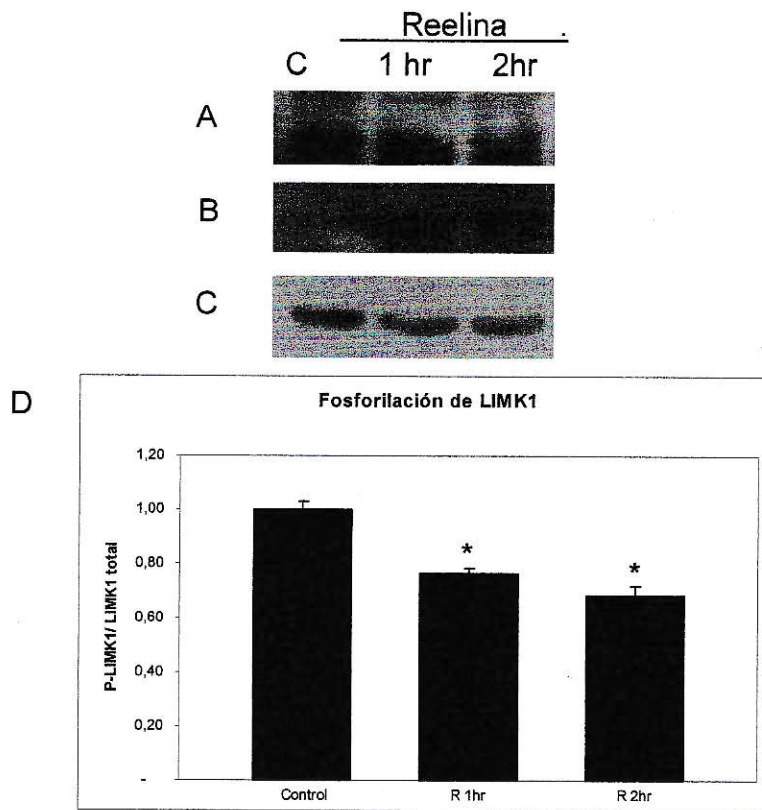 Reelina
C 1 hr 2hr
A
B
C
D
Fosforilación de LIMK1
1,20
1,00
0,80
0,60
0,40
0,20
-
P-LIMK1/ LIMK1 total
*
*
Control R 1hr R 2hr